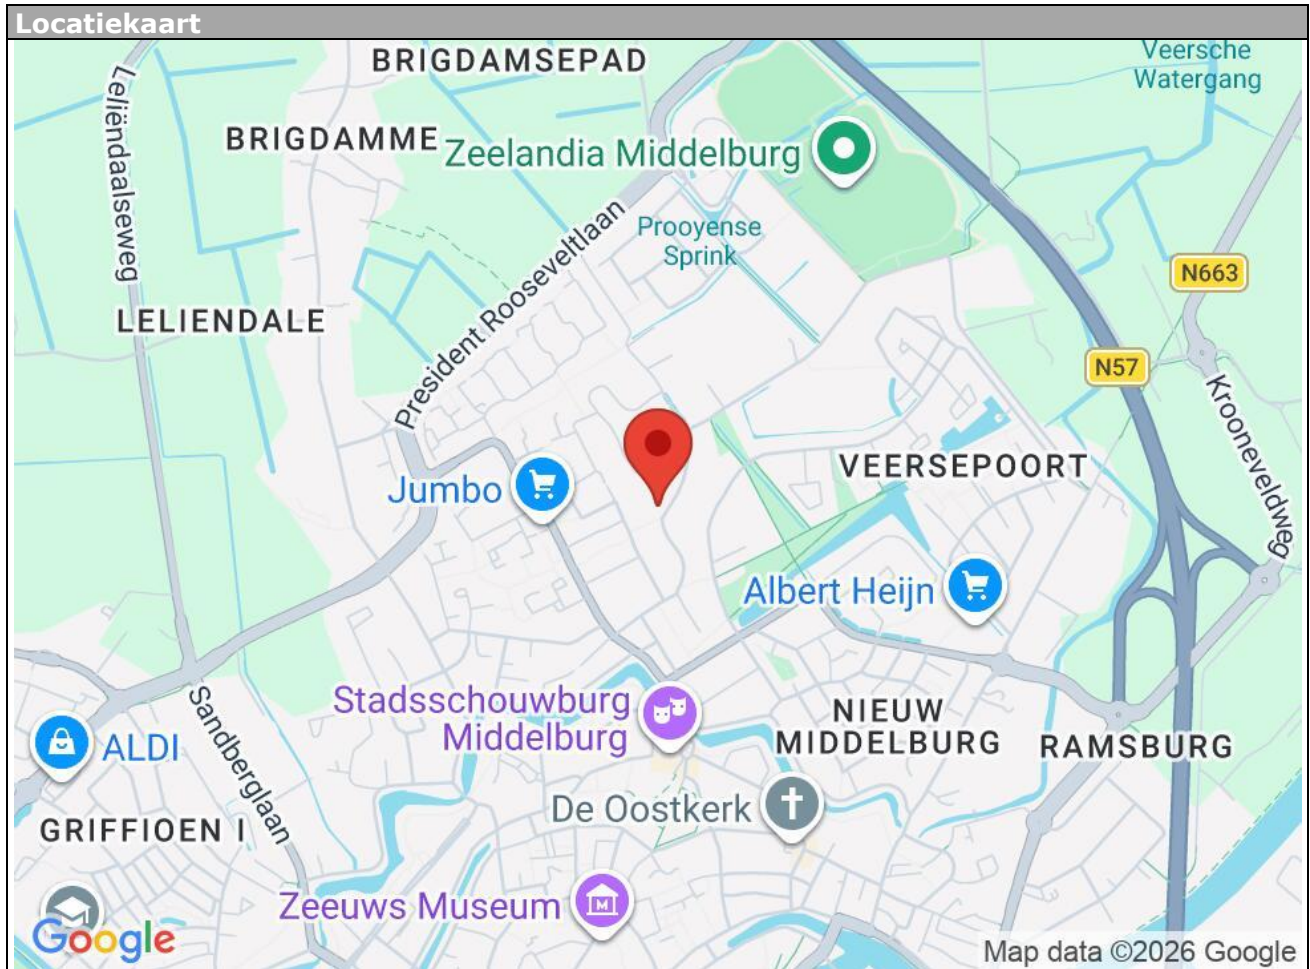 Locatiekaart
BRIGDAMSEPAD
Veersche
Watergang
Leliëndaalseweg
BRIGDAMME
Zeelandia Middelburg
Prooyense
Sprink
N663
LELIENDALE
President Rooseveltlaan
N57
Krooneveldweg
VEERSEPOORT
Jumbo
Albert Heijn
Sandberglaan
Stadsschouwburg
Middelburg
NIEUW
MIDDELBURG
RAMSBURG
ALDI
De Oostkerk
GRIFFIOEN I
Zeeuws Museum
M
Google
Map data ©2026 Google